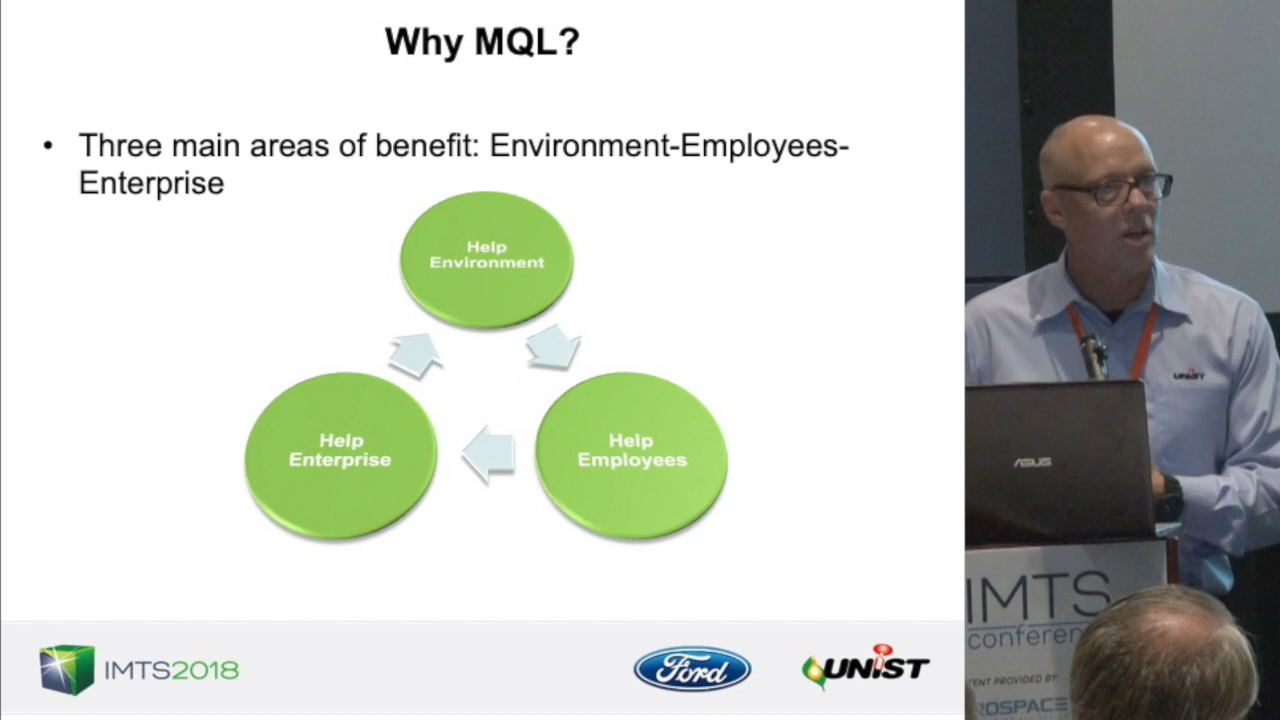 Why MQL?
• Three main areas of benefit: Environment-Employees-
Enterprise
Help
Environment
Help
Enterprise
Help
Employees
IMTS2018
Ford
UNIST
UNIST
ASUS
IMTS
conferen
TENT PROVIDED BY:
ROSPACE